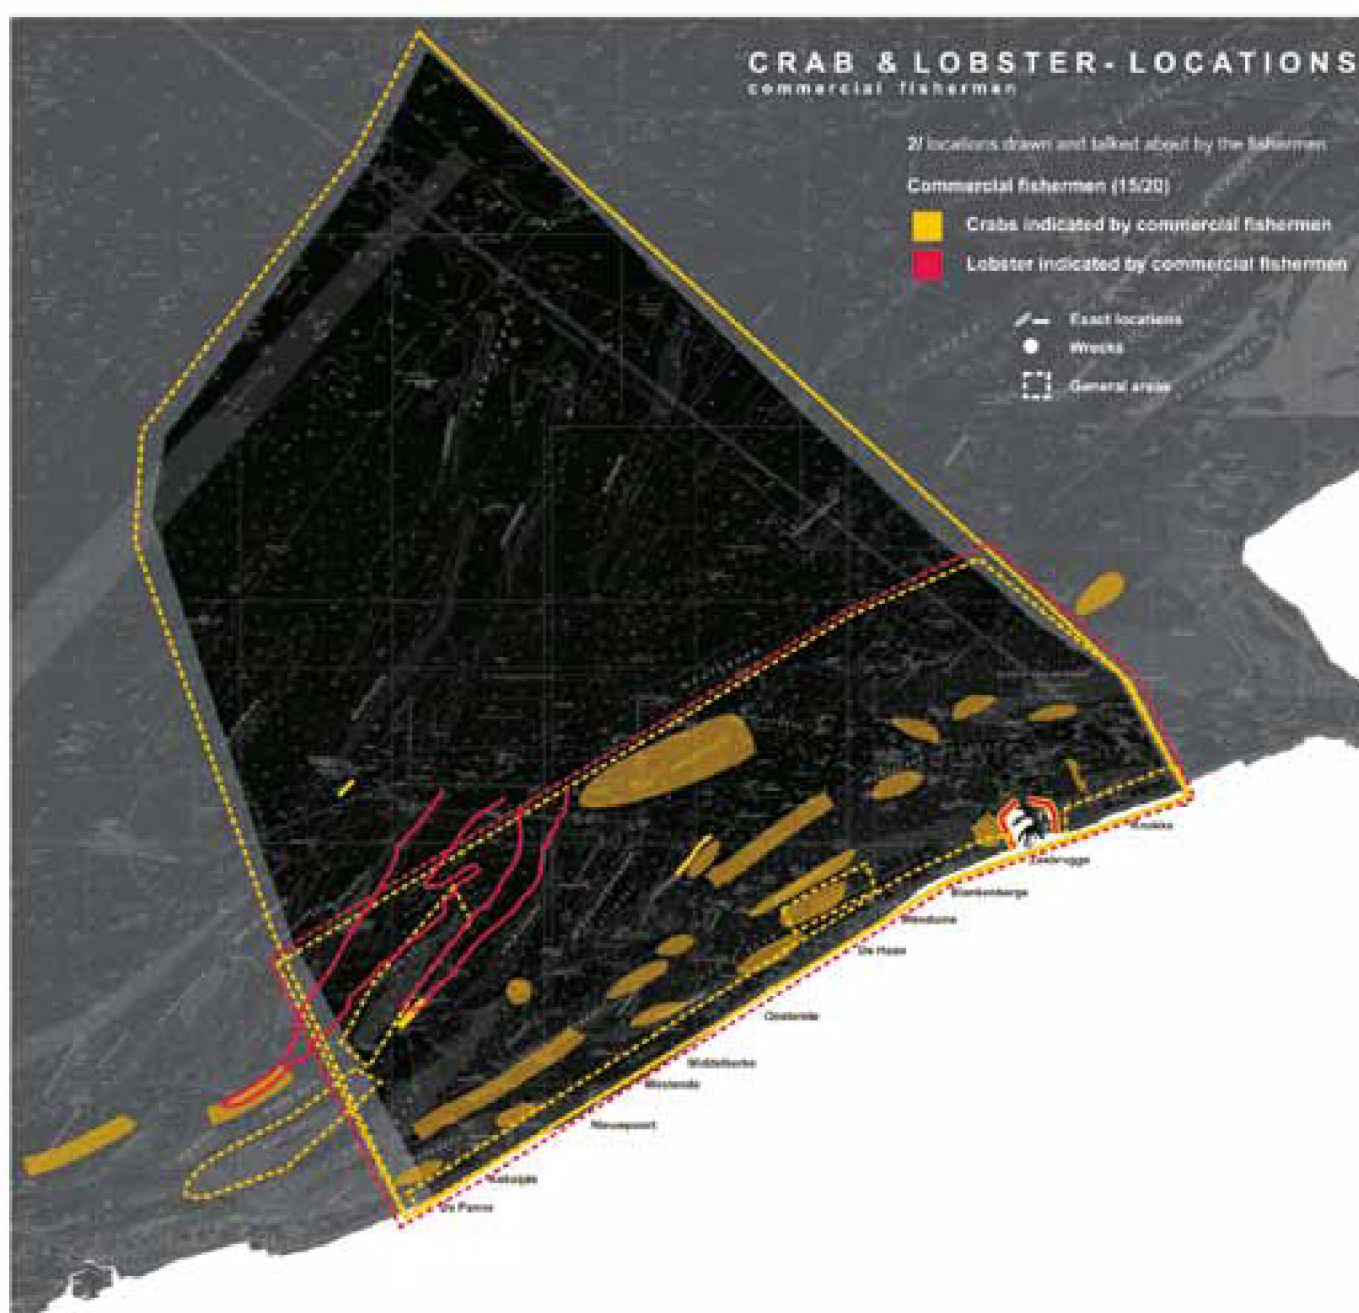 CRAB & LOBSTER - LOCATIONS
commercial fishermen
2/ locations drawn and talked about by the fishermen
Commercial fishermen (15/20)
Crabs indicated by commercial fishermen
Lobster indicated by commercial fishermen
Exact locations
Wrecks
General areas
Knokke
Zeebrugge
Blankenberge
Wenduine
De Haan
Oostende
Middelkerke
Westende
Nieuwpoort
Koksijde
De Panne